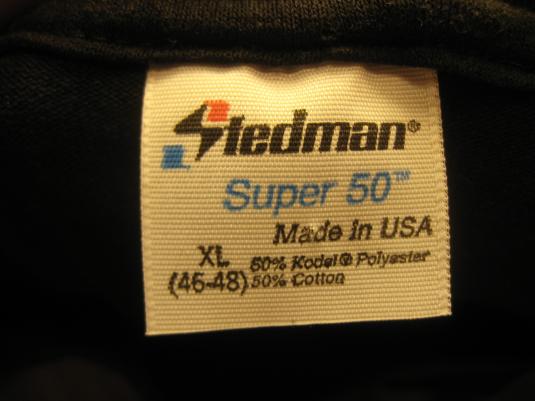 Stedman®
Super 50™
Made in USA
XL 50% Kodel® Polyester
(46-48) 50% Cotton